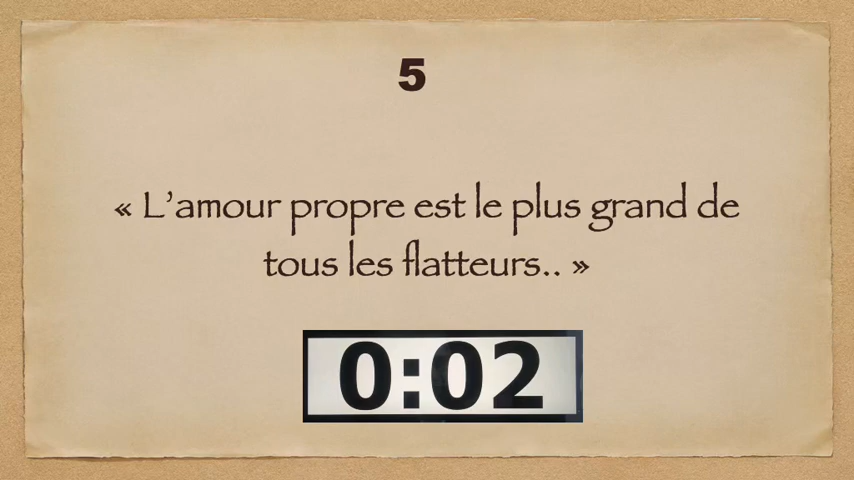 5
« L’amour propre est le plus grand de
tous les flatteurs.. »
0:02